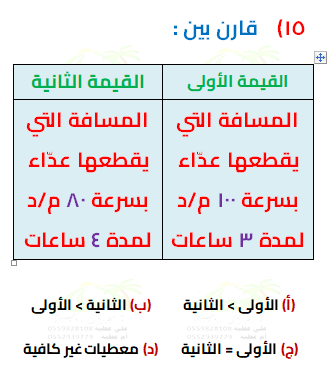 ١٥) قارن بين :
القيمة الأولى القيمة الثانية
المسافة التي المسافة التي
يقطعها عدّاء يقطعها عدّاء
بسرعة ١٠٠ م/د بسرعة ٨٠ م/د
لمدة ٣ ساعات لمدة ٤ ساعات
(أ) الأولى > الثانية (ب) الثانية > الأولى
(ج) الأولى = الثانية (د) معطيات غير كافية